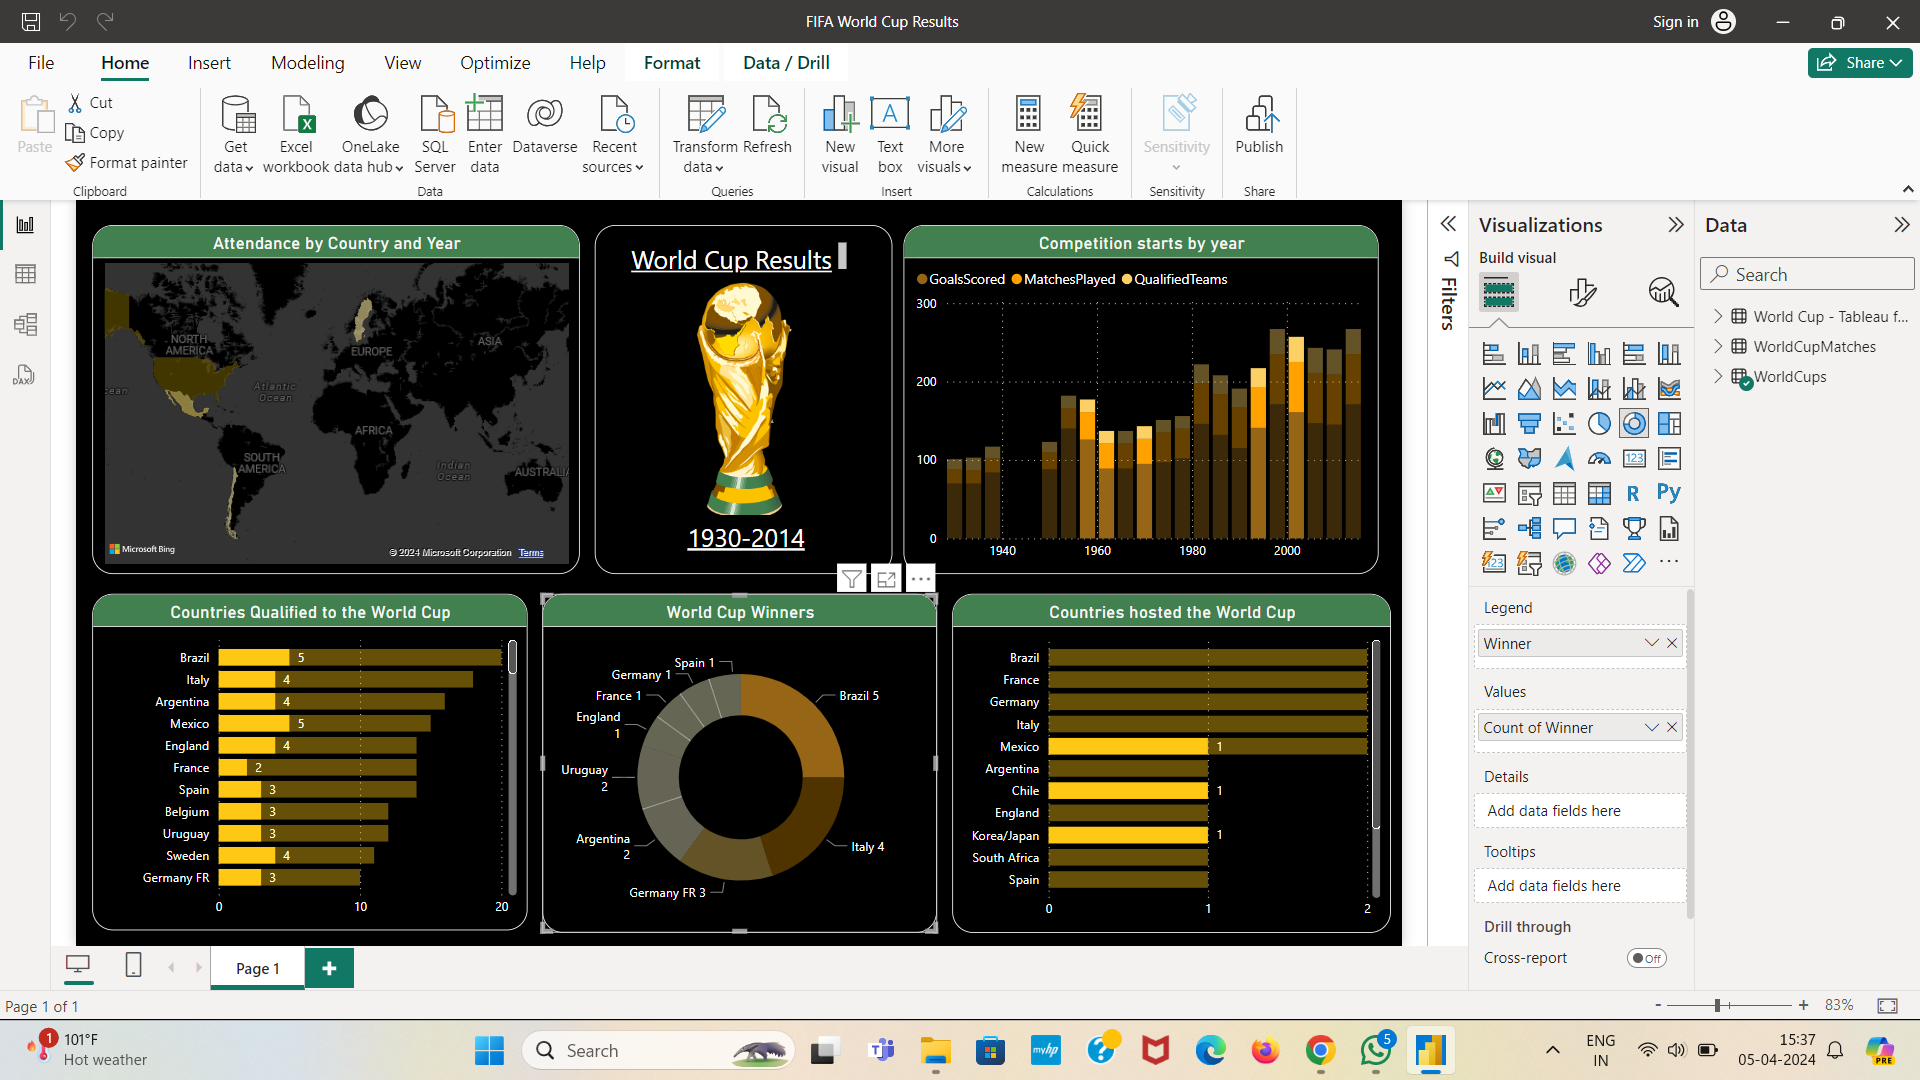 FIFA World Cup Results
Sign in
File
Home
Insert
Modeling
View
Optimize
Help
Format
Data / Drill
Share
Paste
Cut
Copy
Format painter
Clipboard
Get data
Excel workbook
OneLake data hub
SQL Server
Enter data
Dataverse
Recent sources
Data
Transform data
Refresh
Queries
New visual
Text box
More visuals
Insert
New measure
Quick measure
Calculations
Sensitivity
Sensitivity
Publish
Share
Attendance by Country and Year
NORTH AMERICA
EUROPE
ASIA
cean
Atlantic Ocean
AFRICA
SOUTH AMERICA
Indian Ocean
AUSTRALIA
Microsoft Bing
© 2024 Microsoft Corporation Terms
World Cup Results
1930-2014
Competition starts by year
GoalsScored MatchesPlayed QualifiedTeams
300
200
100
0
1940 1960 1980 2000
Countries Qualified to the World Cup
Brazil 5
Italy 4
Argentina 4
Mexico 5
England 4
France 2
Spain 3
Belgium 3
Uruguay 3
Sweden 4
Germany FR 3
0 10 20
World Cup Winners
Spain 1
Germany 1
France 1
England 1
Uruguay 2
Argentina 2
Germany FR 3
Italy 4
Brazil 5
Countries hosted the World Cup
Brazil
France
Germany
Italy
Mexico 1
Argentina
Chile 1
England
Korea/Japan 1
South Africa
Spain
0 1 2
Filters
Visualizations
Build visual
123
R
Py
123
Legend
Winner
Values
Count of Winner
Details
Add data fields here
Tooltips
Add data fields here
Drill through
Cross-report
Off
Data
Search
World Cup - Tableau f...
WorldCupMatches
WorldCups
DAX
Page 1
Page 1 of 1
- + 83%
1
101°F
Hot weather
Search
myhp
5
ENG
IN
15:37
05-04-2024
PRE